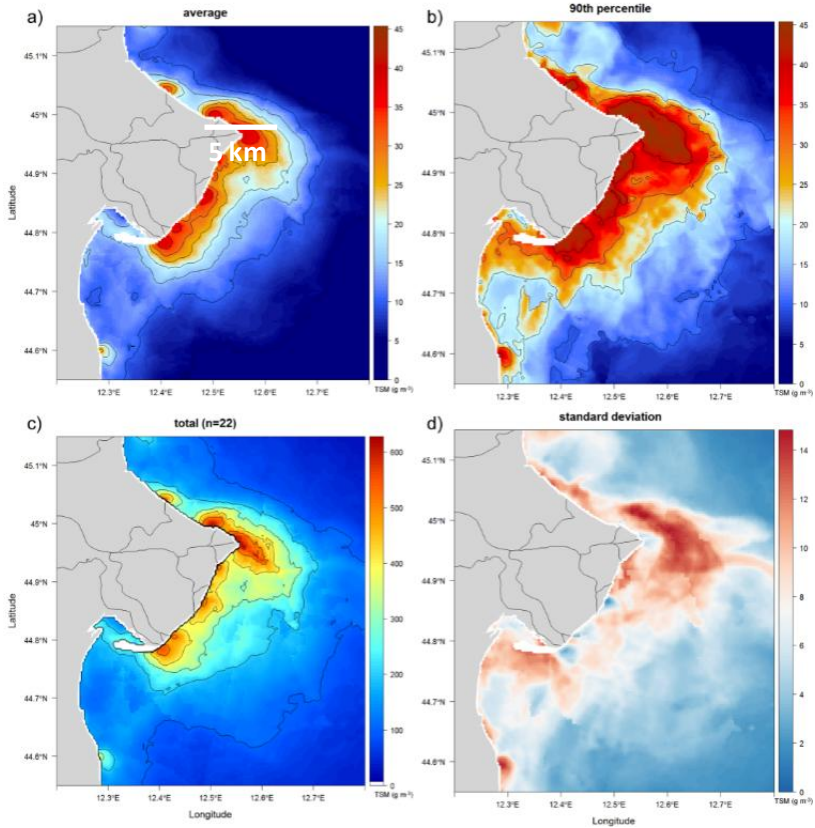 a)
average
45.1°N
45°N
44.9°N
44.8°N
44.7°N
44.6°N
Latitude
12.3°E 12.4°E 12.5°E 12.6°E 12.7°E
5 km
45
40
35
30
25
20
15
10
5
0
TSM (g m-3)
b)
90th percentile
45.1°N
45°N
44.9°N
44.8°N
44.7°N
44.6°N
12.3°E 12.4°E 12.5°E 12.6°E 12.7°E
45
40
35
30
25
20
15
10
5
0
TSM (g m-3)
c)
total (n=22)
45.1°N
45°N
44.9°N
44.8°N
44.7°N
44.6°N
Latitude
12.3°E 12.4°E 12.5°E 12.6°E 12.7°E
Longitude
600
500
400
300
200
100
0
TSM (g m-3)
d)
standard deviation
45.1°N
45°N
44.9°N
44.8°N
44.7°N
44.6°N
12.3°E 12.4°E 12.5°E 12.6°E 12.7°E
Longitude
14
12
10
8
6
4
2
0
TSM (g m-3)